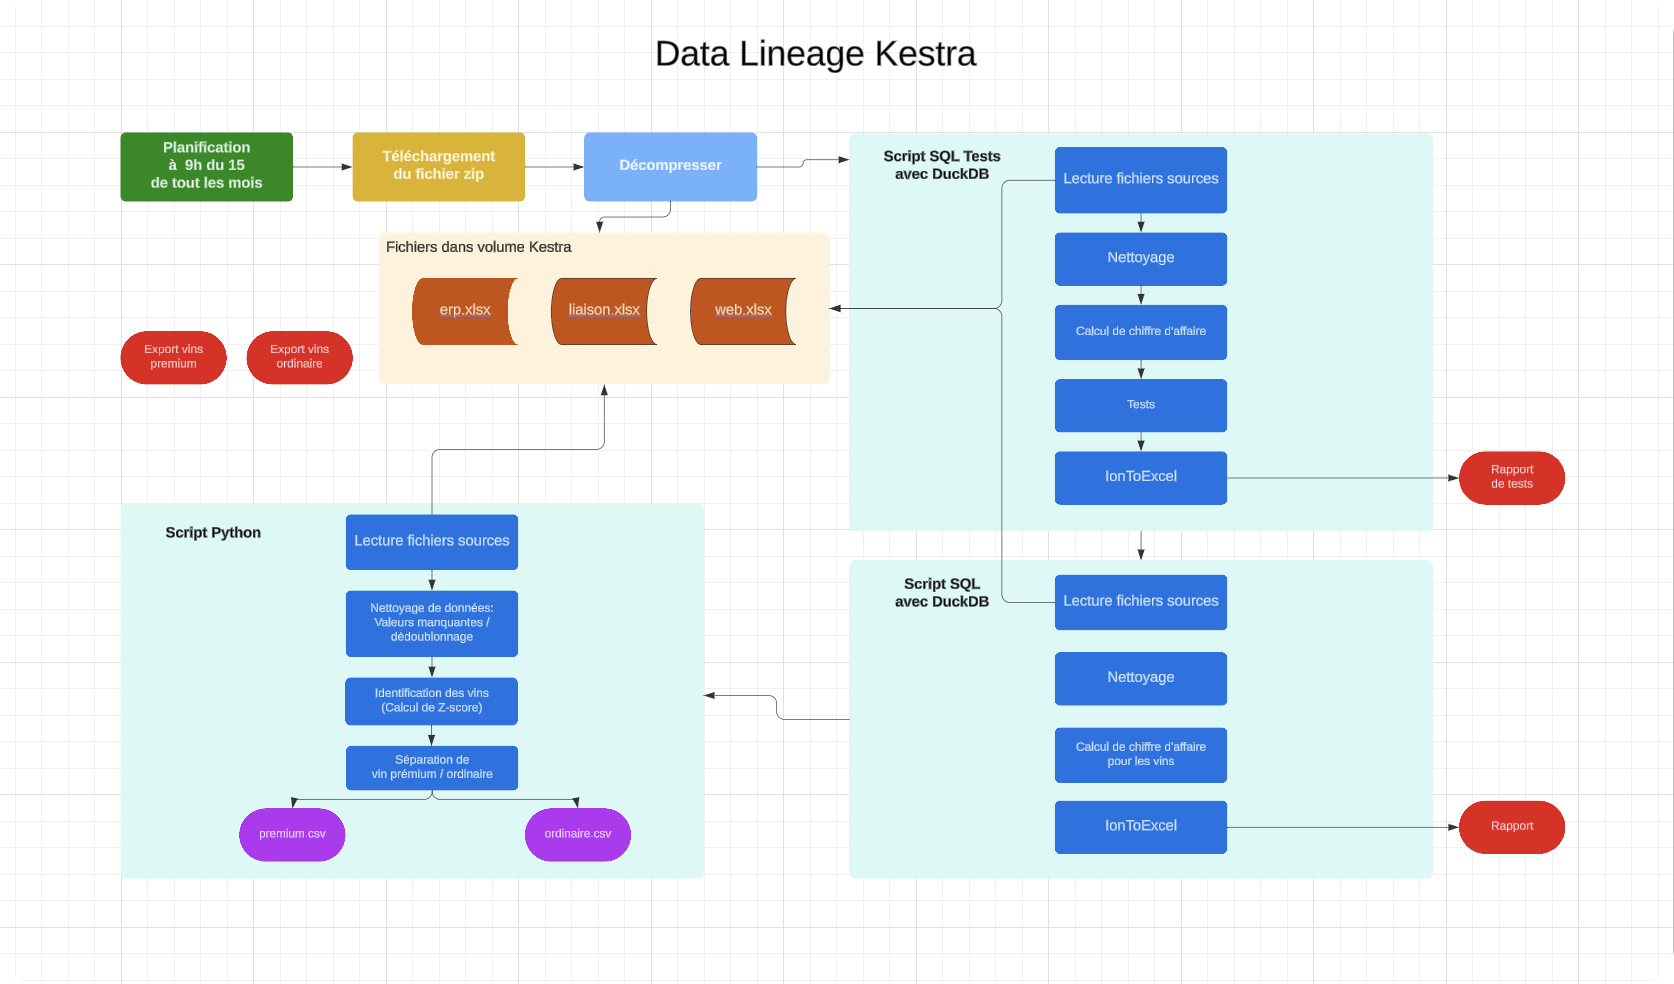 Data Lineage Kestra
Planification
à 9h du 15
de tout les mois
Téléchargement
du fichier zip
Décompresser
Fichiers dans volume Kestra
erp.xlsx
liaison.xlsx
web.xlsx
Export vins
premium
Export vins
ordinaire
Script SQL Tests
avec DuckDB
Lecture fichiers sources
Nettoyage
Calcul de chiffre d'affaire
Tests
IonToExcel
Rapport
de tests
Script SQL
avec DuckDB
Lecture fichiers sources
Nettoyage
Calcul de chiffre d'affaire
pour les vins
IonToExcel
Rapport
Script Python
Lecture fichiers sources
Nettoyage de données:
Valeurs manquantes /
dédoublonnage
Identification des vins
(Calcul de Z-score)
Séparation de
vin prémium / ordinaire
premium.csv
ordinaire.csv